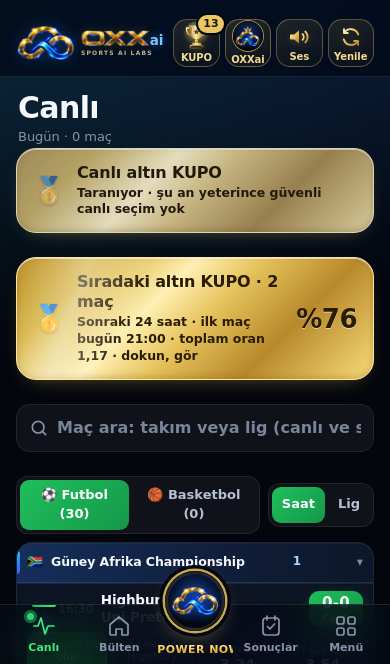 OXXai
SPORTS AI LABS
13
KUPO
OXXai
Ses
Yenile
Canlı
Bugün · 0 maç
Canlı altın KUPO
Taranıyor · şu an yeterince güvenli
canlı seçim yok
Sıradaki altın KUPO · 2
maç
Sonraki 24 saat · ilk maç
bugün 21:00 · toplam oran
1,17 · dokun, gör
%76
Maç ara: takım veya lig (canlı ve s
Futbol
(30)
Basketbol
(0)
Saat
Lig
Güney Afrika Championship
1
16:30
Highbur
0-0
Canlı
Bülten
POWER NOW
Sonuçlar
Menü